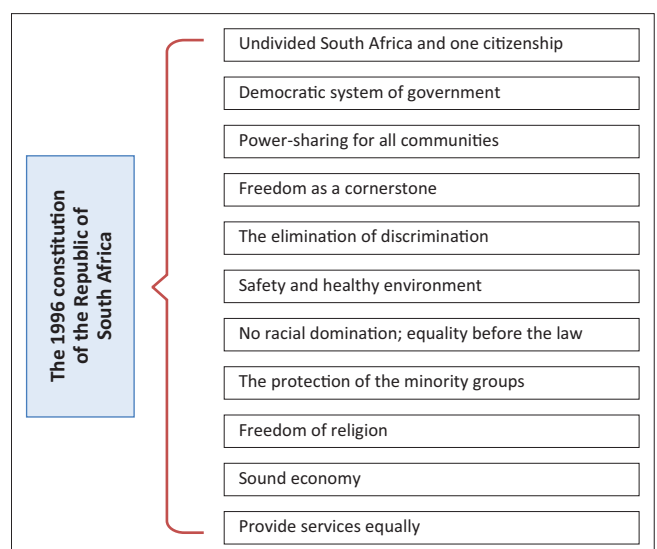 The 1996 constitution
of the Republic of
South Africa
Undivided South Africa and one citizenship
Democratic system of government
Power-sharing for all communities
Freedom as a cornerstone
The elimination of discrimination
Safety and healthy environment
No racial domination; equality before the law
The protection of the minority groups
Freedom of religion
Sound economy
Provide services equally